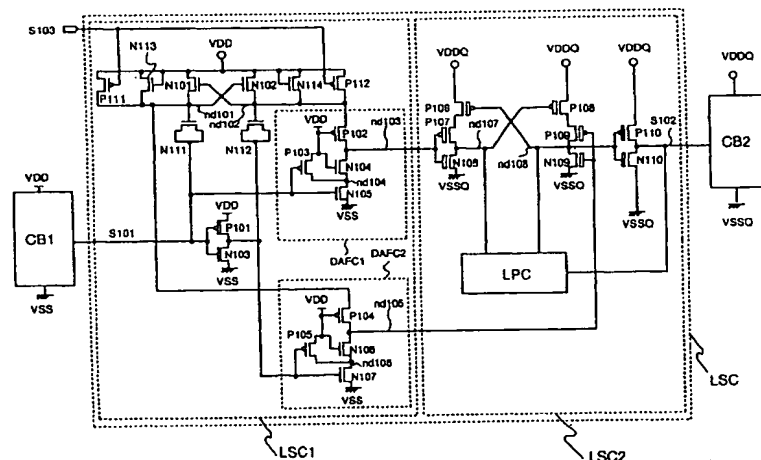 S103
N113
VDD
P111
N101
N102
N114
P112
nd101
nd102
N111
N112
VDD
P102
nd103
P103
N104
nd104
N105
VSS
VDD
CB1
VSS
S101
VDD
P101
N103
VSS
DAFC1
DAFC2
VDD
P104
nd105
P105
N106
nd106
N107
VSS
VDDQ
VDDQ
VDDQ
P106
P107
nd107
P108
P109
P110
S102
N108
nd108
N109
N110
VSSQ
VSSQ
VSSQ
LPC
VDDQ
CB2
VSSQ
LSC
LSC1
LSC2